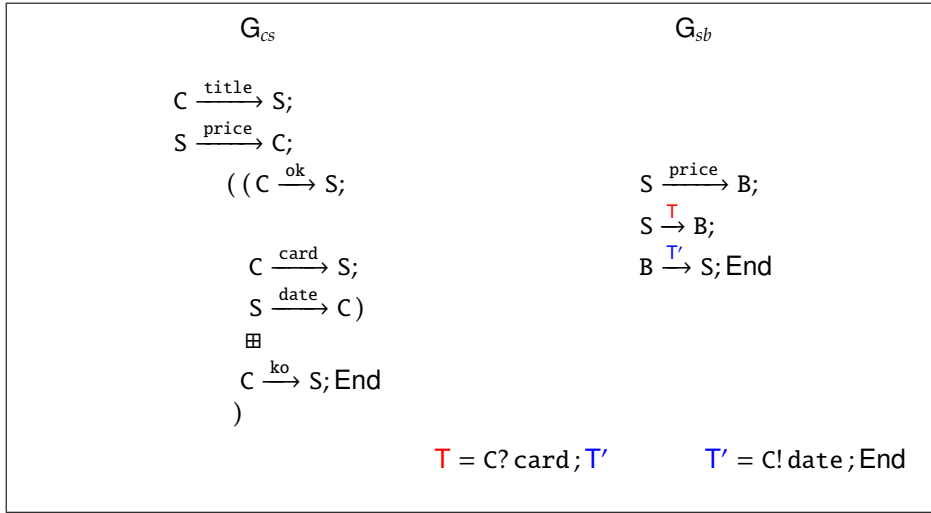 G_cs G_sb
C —title→ S;
S —price→ C;
( ( C —ok→ S; S —price→ B;
S —T→ B;
C —card→ S; B —T′→ S; End
S —date→ C )
⊞
C —ko→ S; End
)
T = C? card ; T′ T′ = C! date ; End